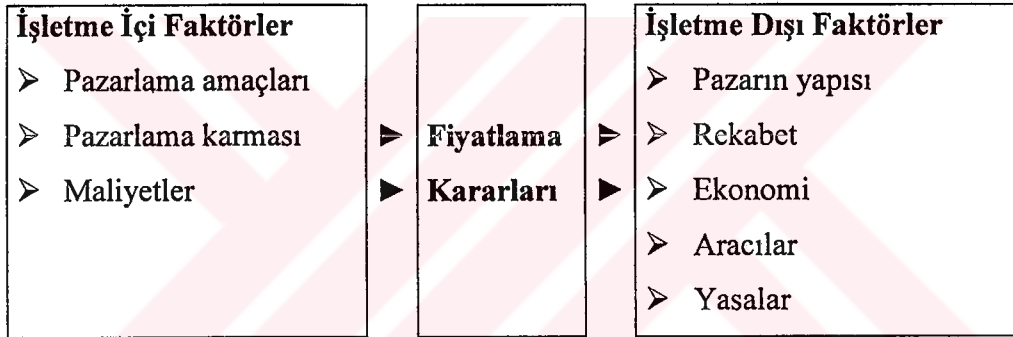 İşletme İçi Faktörler
➤ Pazarlama amaçları
➤ Pazarlama karması
➤ Maliyetler
► Fiyatlama ►
► Kararları ►
İşletme Dışı Faktörler
➤ Pazarın yapısı
➤ Rekabet
➤ Ekonomi
➤ Aracılar
➤ Yasalar